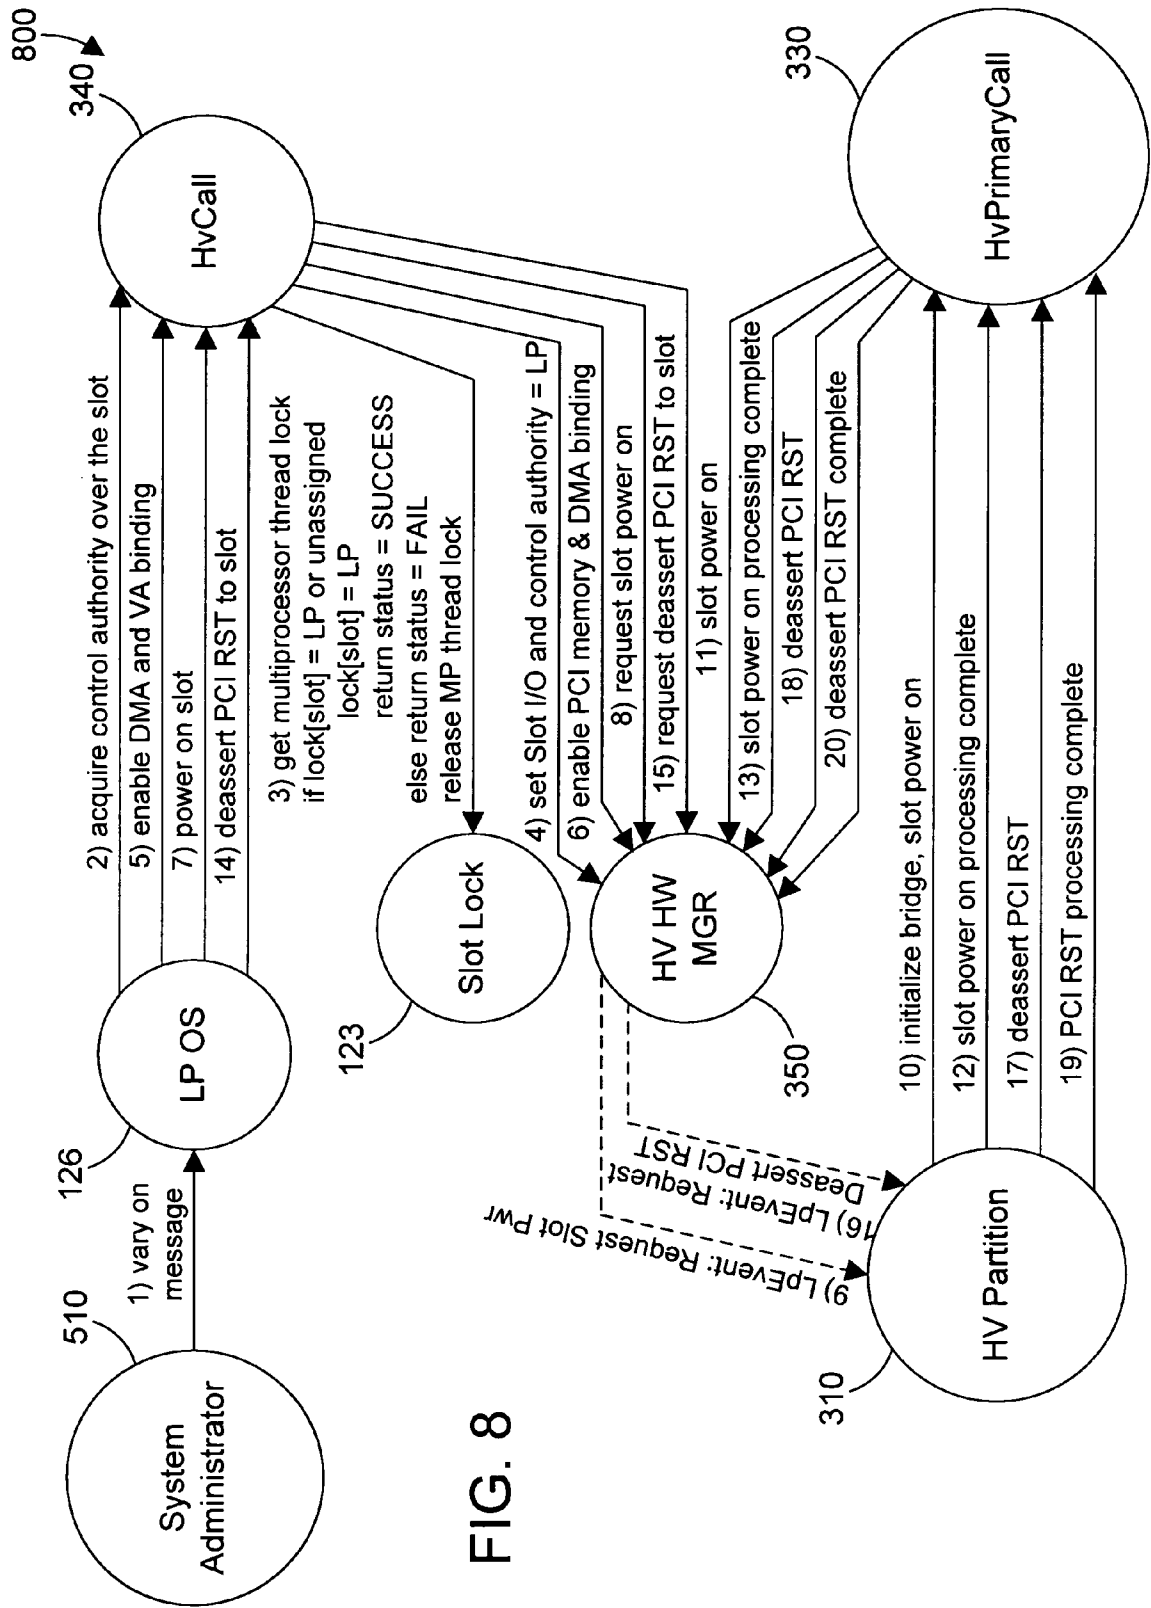 800
510
System
Administrator
1) vary on
message
126
LP OS
2) acquire control authority over the slot
5) enable DMA and VA binding
7) power on slot
14) deassert PCI RST to slot
340
HvCall
3) get multiprocessor thread lock
if lock[slot] = LP or unassigned
lock[slot] = LP
return status = SUCCESS
else return status = FAIL
release MP thread lock
123
Slot Lock
4) set Slot I/O and control authority = LP
6) enable PCI memory & DMA binding
8) request slot power on
15) request deassert PCI RST to slot
HV HW
MGR
350
11) slot power on
13) slot power on processing complete
18) deassert PCI RST
20) deassert PCI RST complete
9) LpEvent: Request Slot Pwr
16) LpEvent: Request
Deassert PCI RST
310
HV Partition
10) initialize bridge, slot power on
12) slot power on processing complete
17) deassert PCI RST
19) PCI RST processing complete
330
HvPrimaryCall
FIG. 8